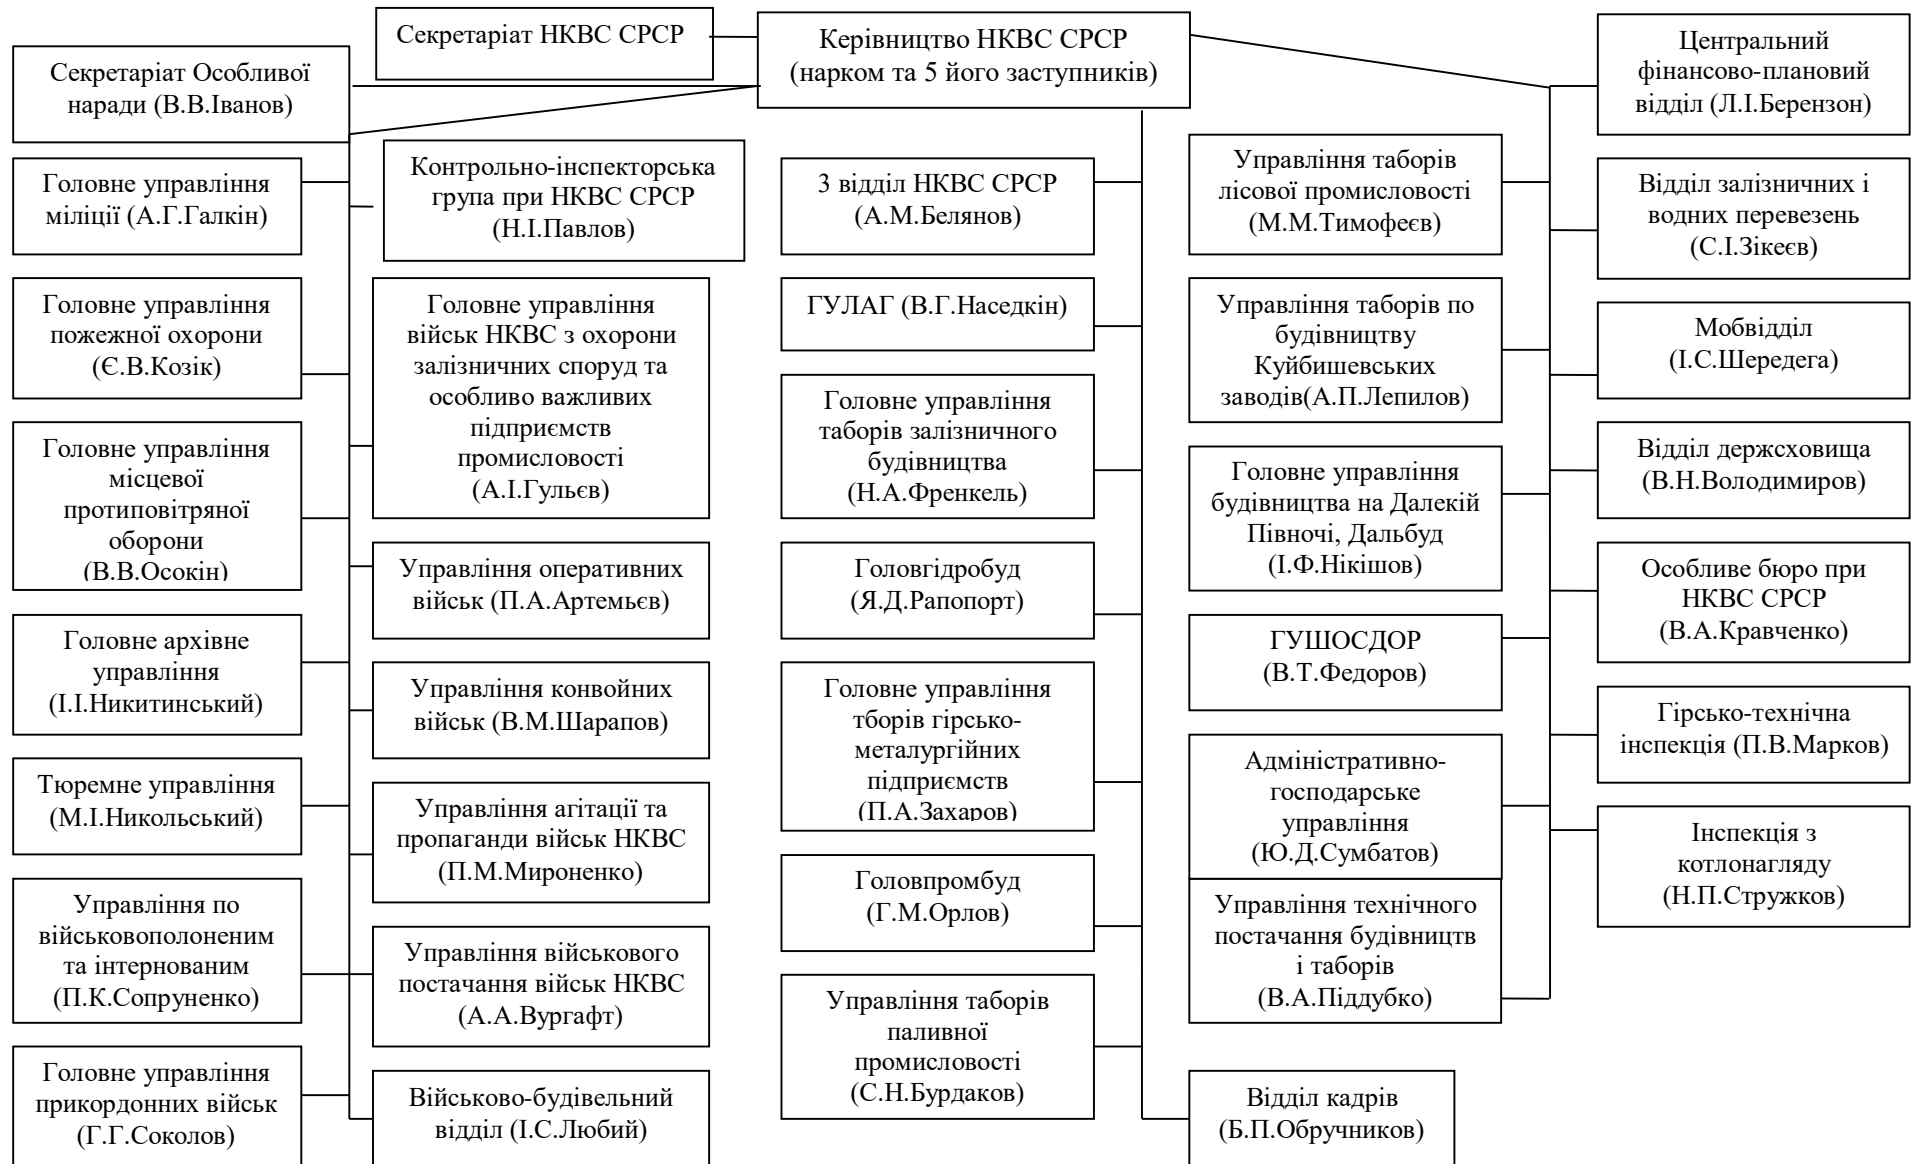 Секретаріат НКВС СРСР
Керівництво НКВС СРСР
(нарком та 5 його заступників)
Секретаріат Особливої
наради (В.В.Іванов)
Головне управління
міліції (А.Г.Галкін)
Головне управління
пожежної охорони
(Є.В.Козік)
Головне управління
місцевої
протиповітряної
оборони
(В.В.Осокін)
Головне архівне
управління
(І.І.Никитинський)
Тюремне управління
(М.І.Никольський)
Управління по
військовополоненим
та інтернованим
(П.К.Сопруненко)
Головне управління
прикордонних військ
(Г.Г.Соколов)
Контрольно-інспекторська
група при НКВС СРСР
(Н.І.Павлов)
Головне управління
військ НКВС з охорони
залізничних споруд та
особливо важливих
підприємств
промисловості
(А.І.Гульєв)
Управління оперативних
військ (П.А.Артемьєв)
Управління конвойних
військ (В.М.Шарапов)
Управління агітації та
пропаганди військ НКВС
(П.М.Мироненко)
Управління військового
постачання військ НКВС
(А.А.Вургафт)
Військово-будівельний
відділ (І.С.Любий)
3 відділ НКВС СРСР
(А.М.Белянов)
ГУЛАГ (В.Г.Наседкін)
Головне управління
таборів залізничного
будівництва
(Н.А.Френкель)
Головгідробуд
(Я.Д.Рапопорт)
Головне управління
тборів гірсько-
металургійних
підприємств
(П.А.Захаров)
Головпромбуд
(Г.М.Орлов)
Управління таборів
паливної
промисловості
(С.Н.Бурдаков)
Управління таборів
лісової промисловості
(М.М.Тимофеєв)
Управління таборів по
будівництву
Куйбишевських
заводів(А.П.Лепилов)
Головне управління
будівництва на Далекій
Півночі, Дальбуд
(І.Ф.Нікішов)
ГУШОСДОР
(В.Т.Федоров)
Адміністративно-
господарське
управління
(Ю.Д.Сумбатов)
Управління технічного
постачання будівництв
і таборів
(В.А.Піддубко)
Відділ кадрів
(Б.П.Обручников)
Центральний
фінансово-плановий
відділ (Л.І.Берензон)
Відділ залізничних і
водних перевезень
(С.І.Зікеєв)
Мобвідділ
(І.С.Шередега)
Відділ держсховища
(В.Н.Володимиров)
Особливе бюро при
НКВС СРСР
(В.А.Кравченко)
Гірсько-технічна
інспекція (П.В.Марков)
Інспекція з
котлонагляду
(Н.П.Стружков)